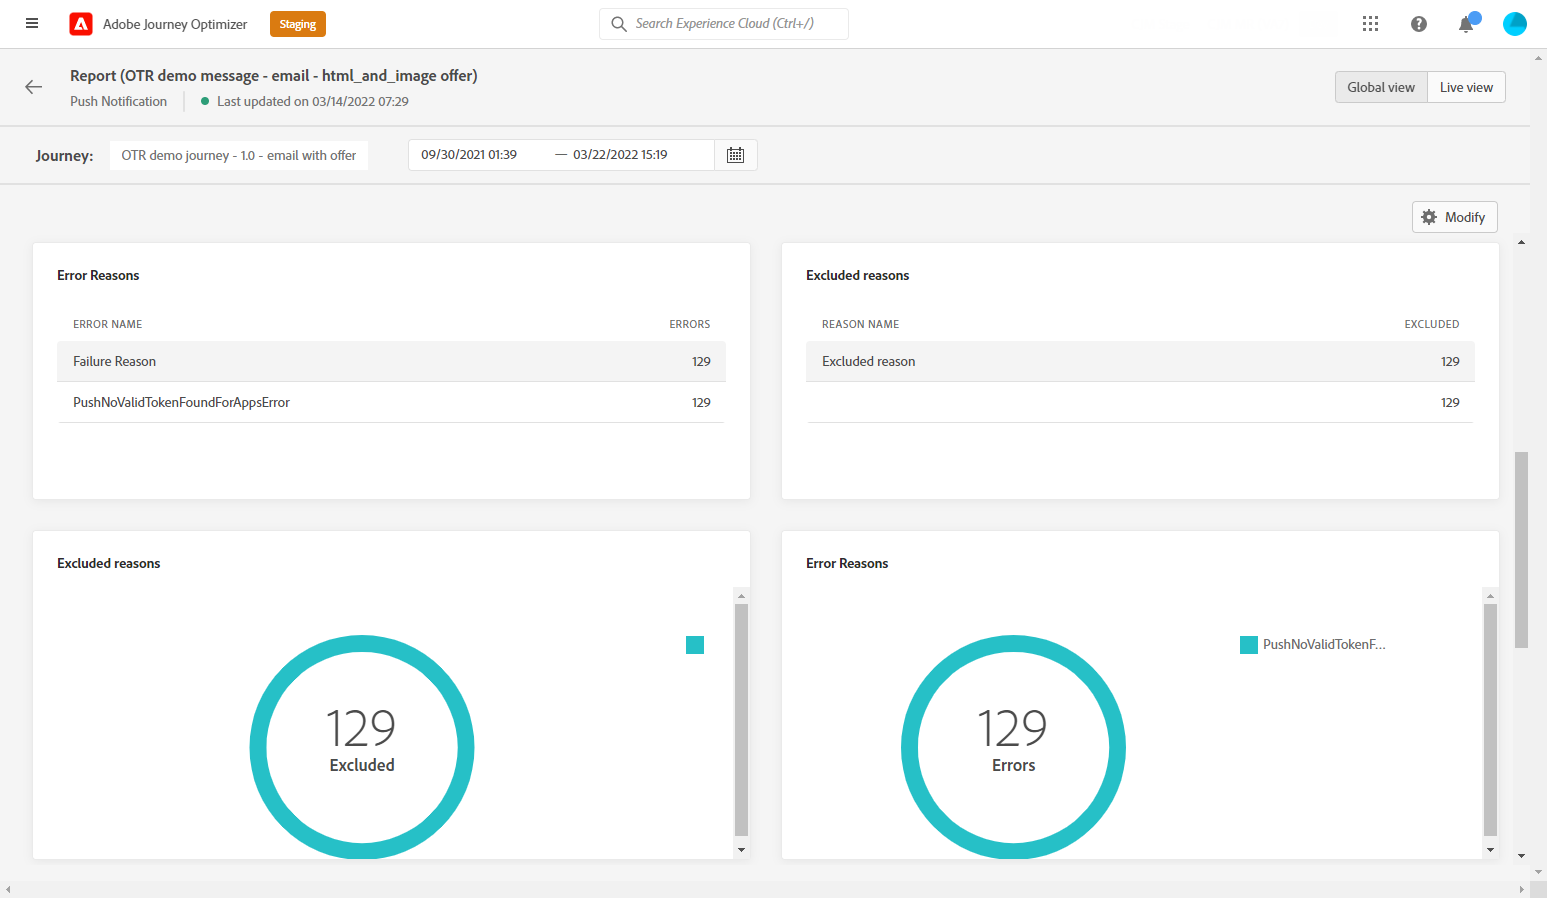 Adobe Journey Optimizer
Staging
Search Experience Cloud (Ctrl+/)
Report (OTR demo message - email - html_and_image offer)
Push Notification
Last updated on 03/14/2022 07:29
Global view
Live view
Journey:
OTR demo journey - 1.0 - email with offer
09/30/2021 01:39 — 03/22/2022 15:19
Modify
Error Reasons
ERROR NAME ERRORS
Failure Reason 129
PushNoValidTokenFoundForAppsError 129
Excluded reasons
REASON NAME EXCLUDED
Excluded reason 129
129
Excluded reasons
129
Excluded
Error Reasons
PushNoValidTokenF...
129
Errors